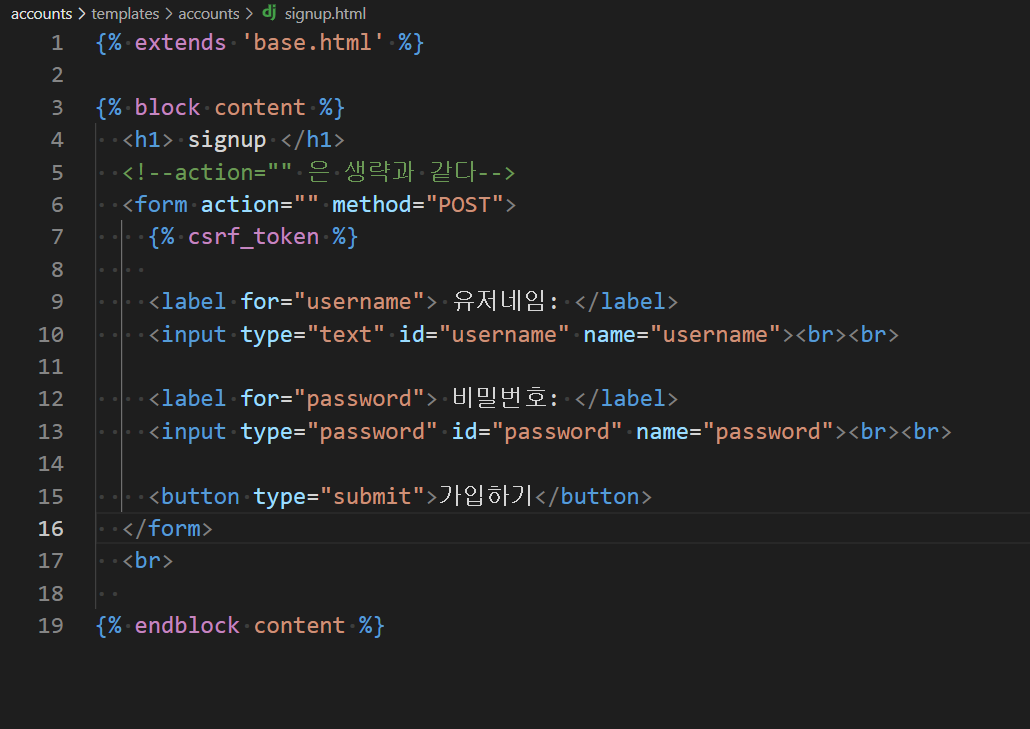 accounts > templates > accounts > dj signup.html
1 {% extends 'base.html' %}
2
3 {% block content %}
4   <h1> signup </h1>
5   <!--action="" 은 생략과 같다-->
6   <form action="" method="POST">
7     {% csrf_token %}
8
9     <label for="username"> 유저네임: </label>
10     <input type="text" id="username" name="username"><br><br>
11
12     <label for="password"> 비밀번호: </label>
13     <input type="password" id="password" name="password"><br><br>
14
15     <button type="submit">가입하기</button>
16   </form>
17   <br>
18
19 {% endblock content %}